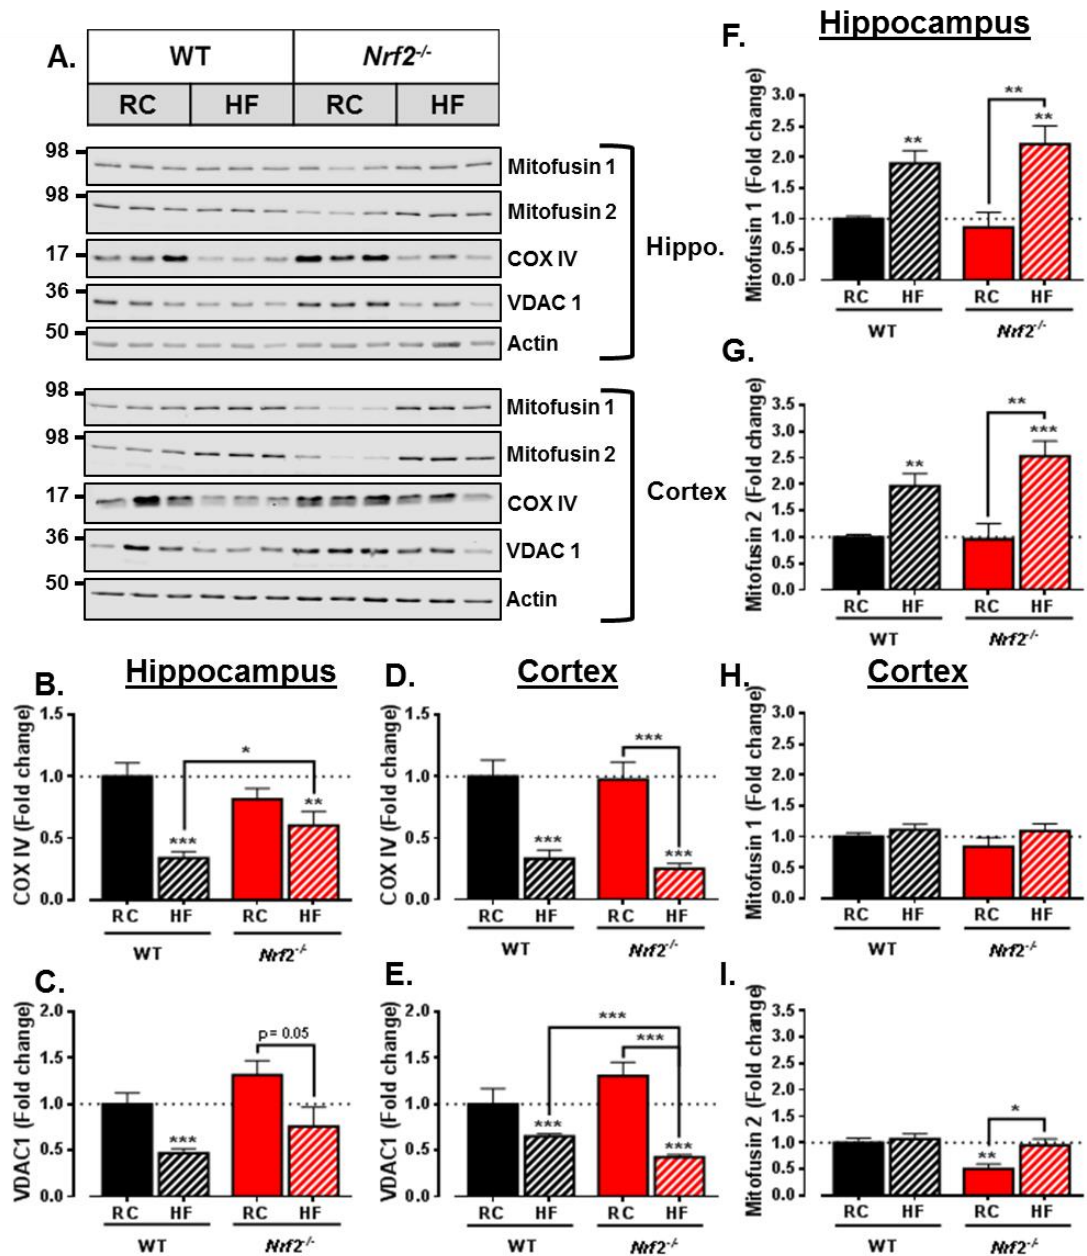 A.
WT Nrf2-/-
RC HF RC HF
98
Mitofusin 1
98
Mitofusin 2
17
COX IV
36
VDAC 1
50
Actin
Hippo.
98
Mitofusin 1
98
Mitofusin 2
17
COX IV
36
VDAC 1
50
Actin
Cortex
Hippocampus
B.
COX IV (Fold change)
1.5
1.0
0.5
0.0
*
***
**
RC HF RC HF
WT Nrf2-/-
C.
VDAC1 (Fold change)
2.0
1.5
1.0
0.5
0.0
p = 0.05
***
RC HF RC HF
WT Nrf2-/-
Cortex
D.
COX IV (Fold change)
1.5
1.0
0.5
0.0
***
***
***
RC HF RC HF
WT Nrf2-/-
E.
VDAC1 (Fold change)
2.0
1.5
1.0
0.5
0.0
***
***
***
***
RC HF RC HF
WT Nrf2-/-
Hippocampus
F.
Mitofusin 1 (Fold change)
3.0
2.5
2.0
1.5
1.0
0.5
0.0
**
**
**
RC HF RC HF
WT Nrf2-/-
G.
Mitofusin 2 (Fold change)
3.5
3.0
2.5
2.0
1.5
1.0
0.5
0.0
**
***
**
RC HF RC HF
WT Nrf2-/-
Cortex
H.
Mitofusin 1 (Fold change)
3.0
2.5
2.0
1.5
1.0
0.5
0.0
RC HF RC HF
WT Nrf2-/-
I.
Mitofusin 2 (Fold change)
3.5
3.0
2.5
2.0
1.5
1.0
0.5
0.0
*
**
RC HF RC HF
WT Nrf2-/-